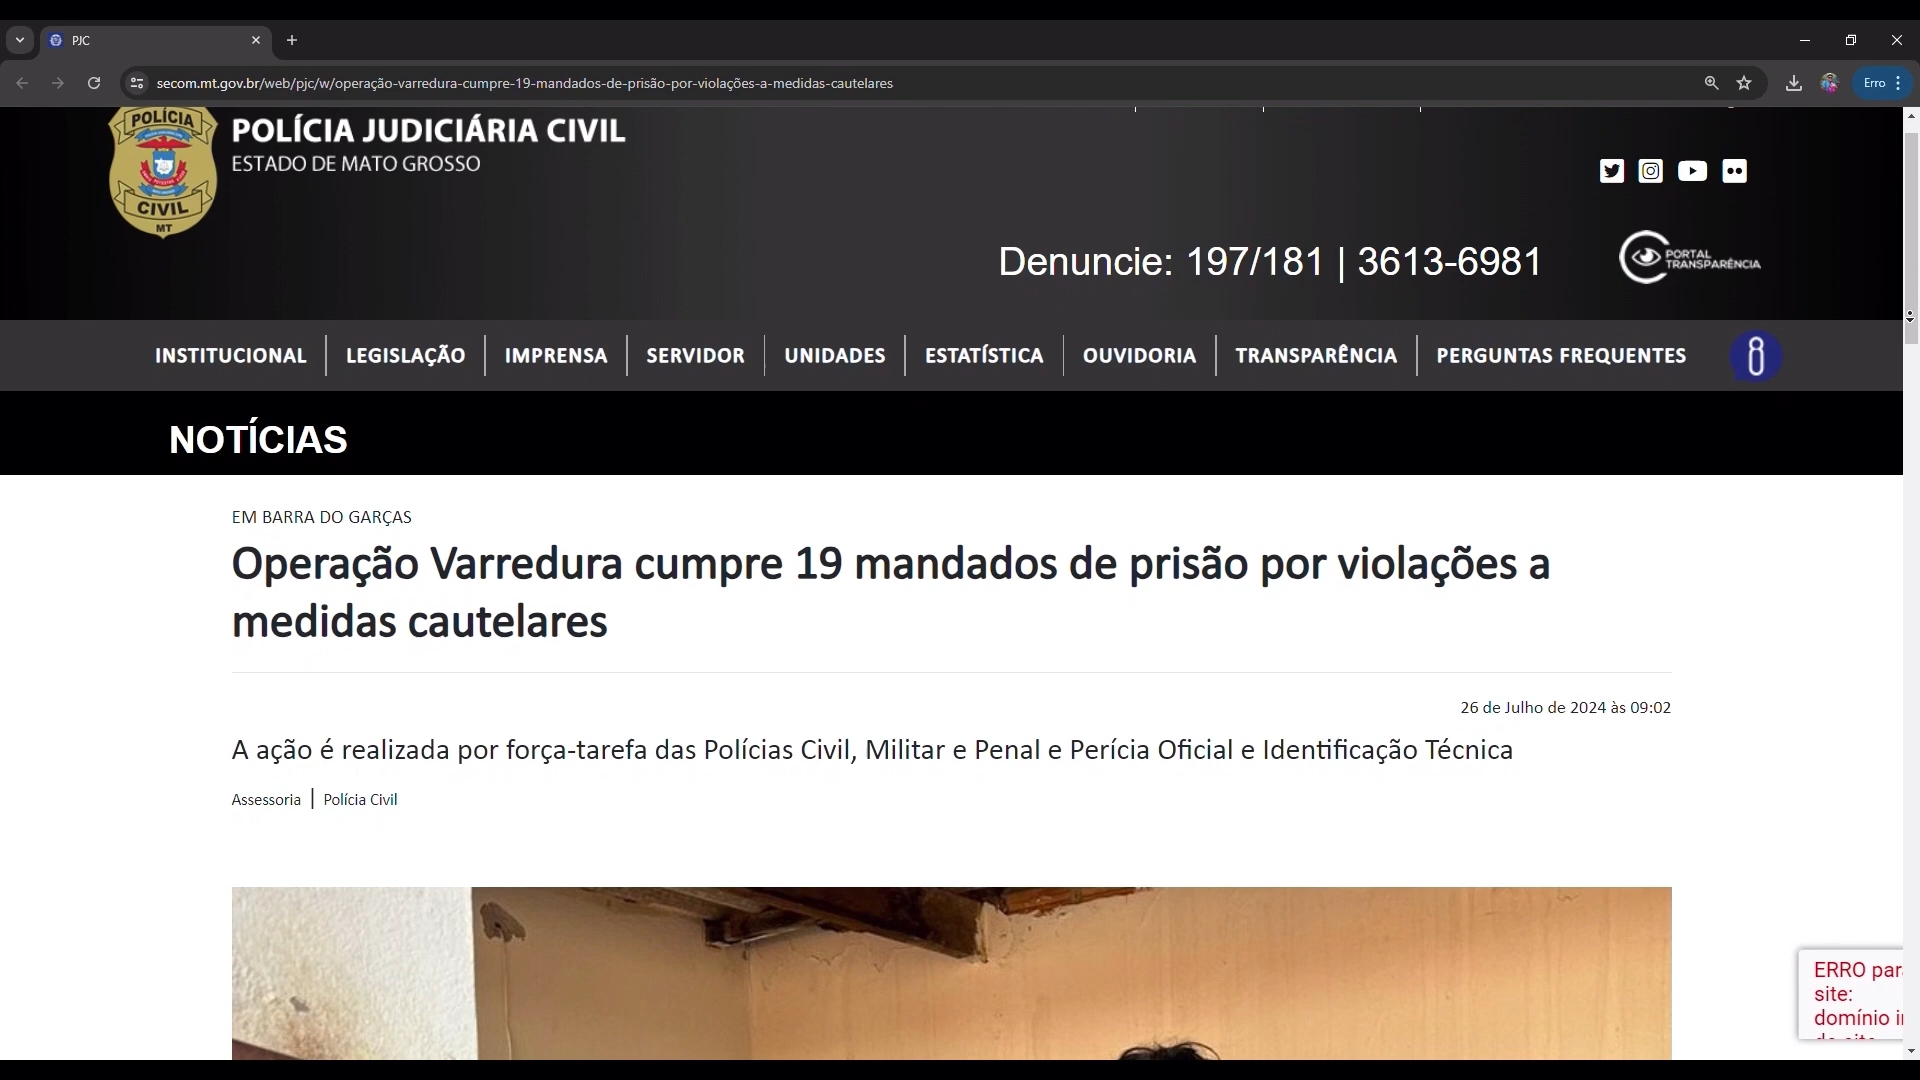 PJC
secom.mt.gov.br/web/pjc/w/operação-varredura-cumpre-19-mandados-de-prisão-por-violações-a-medidas-cautelares
Erro
POLÍCIA
CIVIL
MT
POLÍCIA JUDICIÁRIA CIVIL
ESTADO DE MATO GROSSO
Denuncie: 197/181 | 3613-6981
PORTAL
TRANSPARÊNCIA
INSTITUCIONAL
LEGISLAÇÃO
IMPRENSA
SERVIDOR
UNIDADES
ESTATÍSTICA
OUVIDORIA
TRANSPARÊNCIA
PERGUNTAS FREQUENTES
NOTÍCIAS
EM BARRA DO GARÇAS
Operação Varredura cumpre 19 mandados de prisão por violações a
medidas cautelares
26 de Julho de 2024 às 09:02
A ação é realizada por força-tarefa das Polícias Civil, Militar e Penal e Perícia Oficial e Identificação Técnica
Assessoria | Polícia Civil
ERRO
site:
domínio